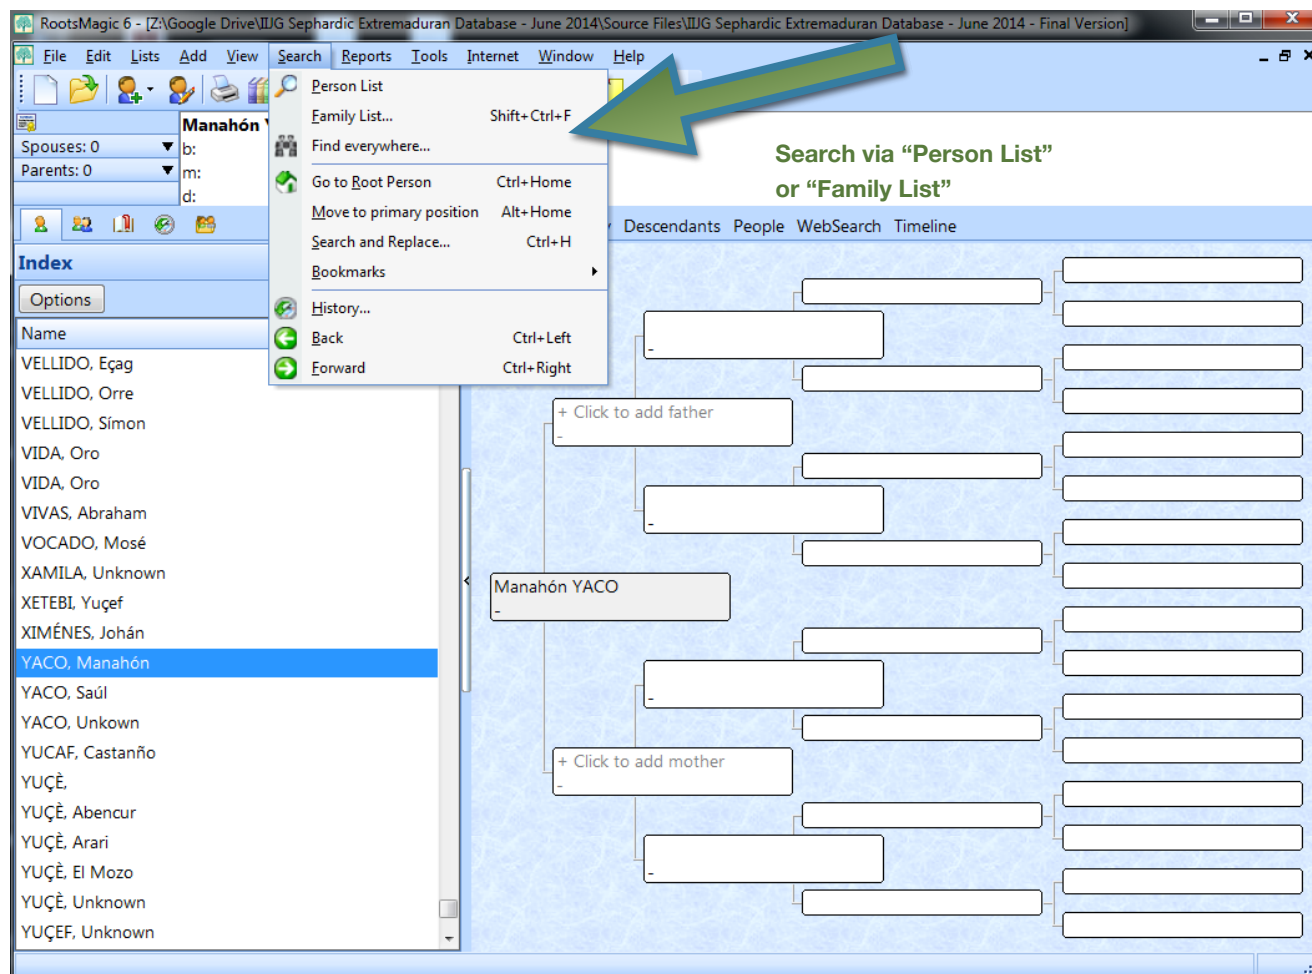 RootsMagic 6 - [Z:\Google Drive\IIJG Sephardic Extremaduran Database - June 2014\Source Files\IIJG Sephardic Extremaduran Database - June 2014 - Final Version]
File Edit Lists Add View Search Reports Tools Internet Window Help
Person List
Family List... Shift+Ctrl+F
Find everywhere...
Go to Root Person Ctrl+Home
Move to primary position Alt+Home
Search and Replace... Ctrl+H
Bookmarks
History...
Back Ctrl+Left
Forward Ctrl+Right
Search via “Person List”
or “Family List”
Manahón
Spouses: 0
Parents: 0
b:
m:
d:
Descendants People WebSearch Timeline
Index
Options
Name
VELLIDO, Eçag
VELLIDO, Orre
VELLIDO, Símon
VIDA, Oro
VIDA, Oro
VIVAS, Abraham
VOCADO, Mosé
XAMILA, Unknown
XETEBI, Yuçef
XIMÉNES, Johán
YACO, Manahón
YACO, Saúl
YACO, Unkown
YUCAF, Castanño
YUÇÈ,
YUÇÈ, Abencur
YUÇÈ, Arari
YUÇÈ, El Mozo
YUÇÈ, Unknown
YUÇEF, Unknown
-
+ Click to add father
-
-
Manahón YACO
-
-
+ Click to add mother
-
-